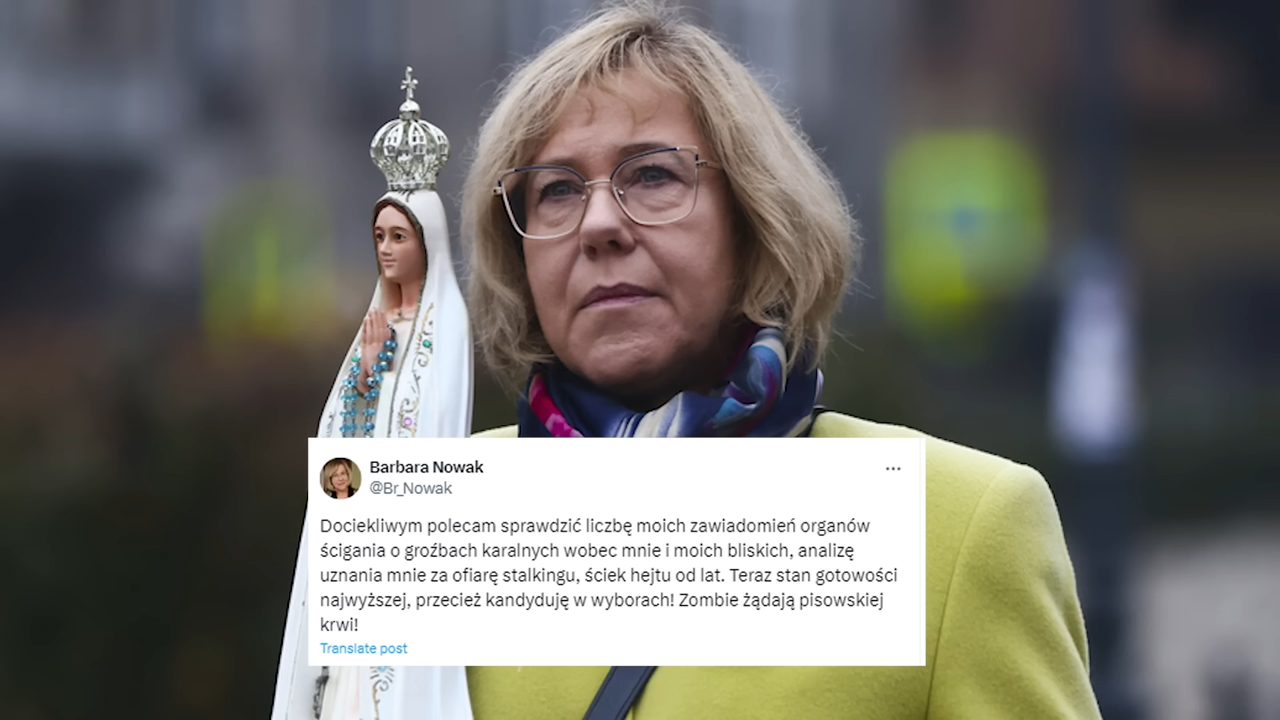 Barbara Nowak
@Br_Nowak
Dociekliwym polecam sprawdzić liczbę moich zawiadomień organów
ścigania o groźbach karalnych wobec mnie i moich bliskich, analizę
uznania mnie za ofiarę stalkingu, ściek hejtu od lat. Teraz stan gotowości
najwyższej, przecież kandyduję w wyborach! Zombie żądają pisowskiej
krwi!
Translate post